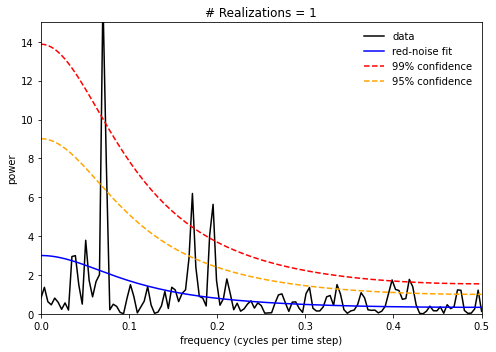 # Realizations = 1
data
red-noise fit
99% confidence
95% confidence
power
14
12
10
8
6
4
2
0
0.0 0.1 0.2 0.3 0.4 0.5
frequency (cycles per time step)